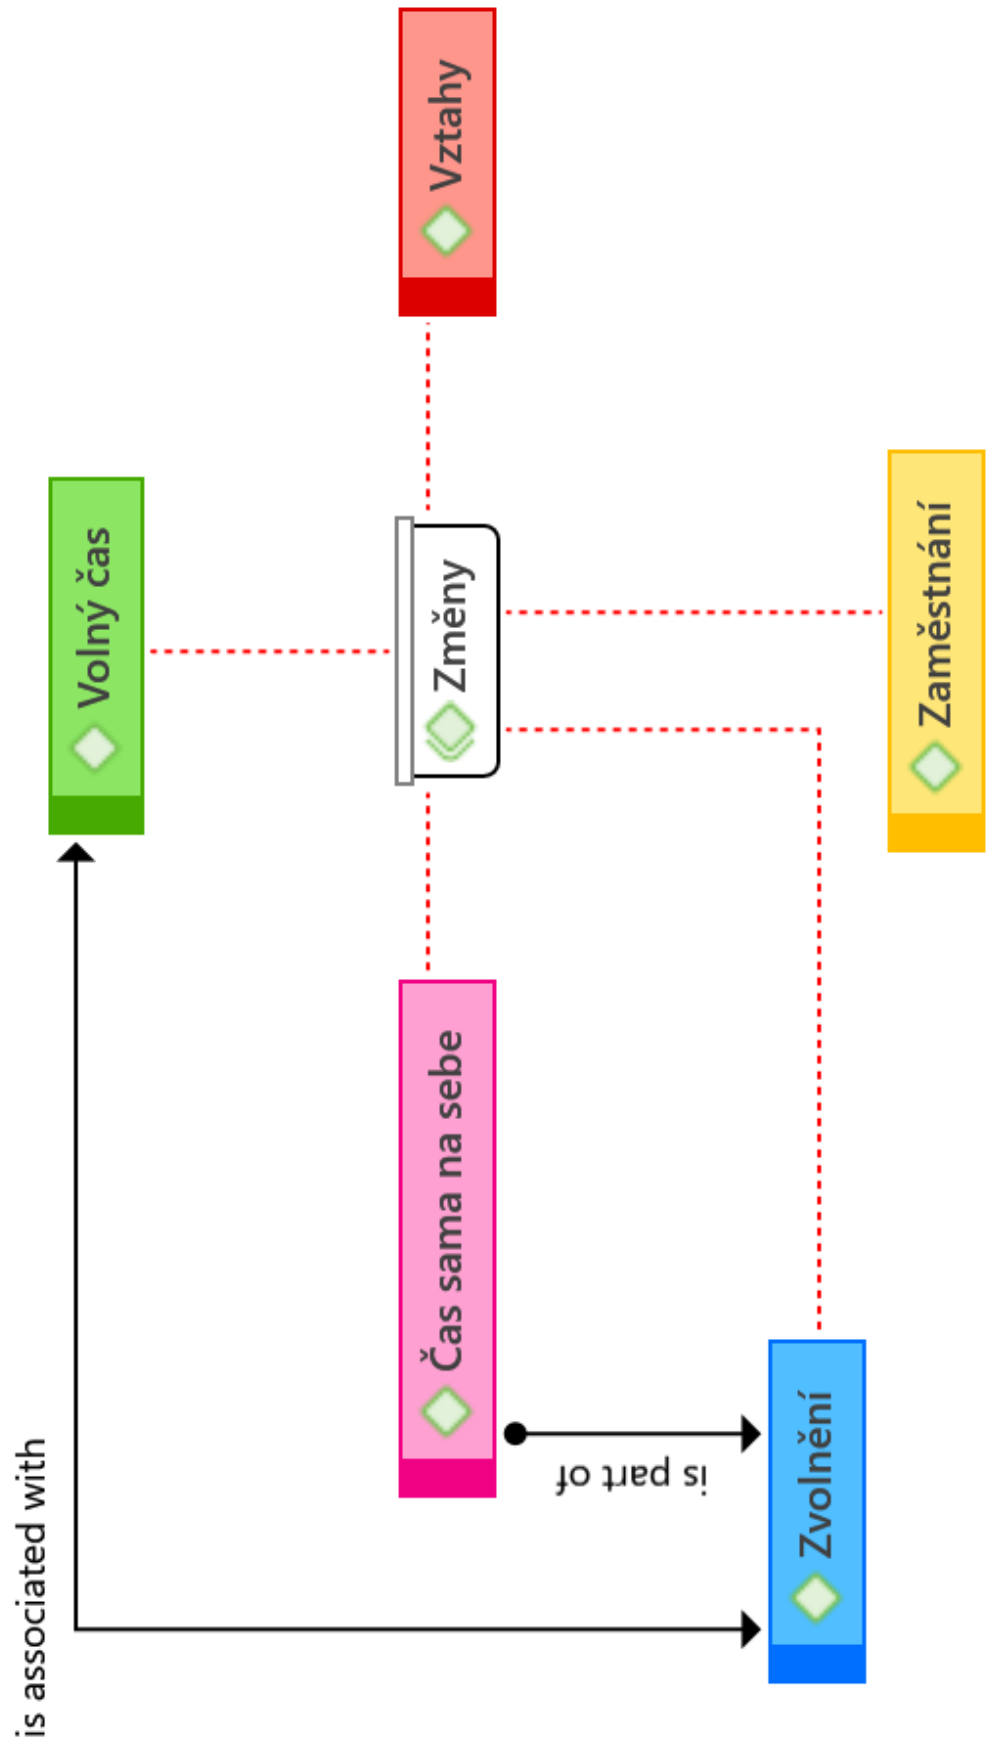 is associated with
Volný čas
Čas sama na sebe
Změny
Vztahy
is part of
Zvolnění
Zaměstnání